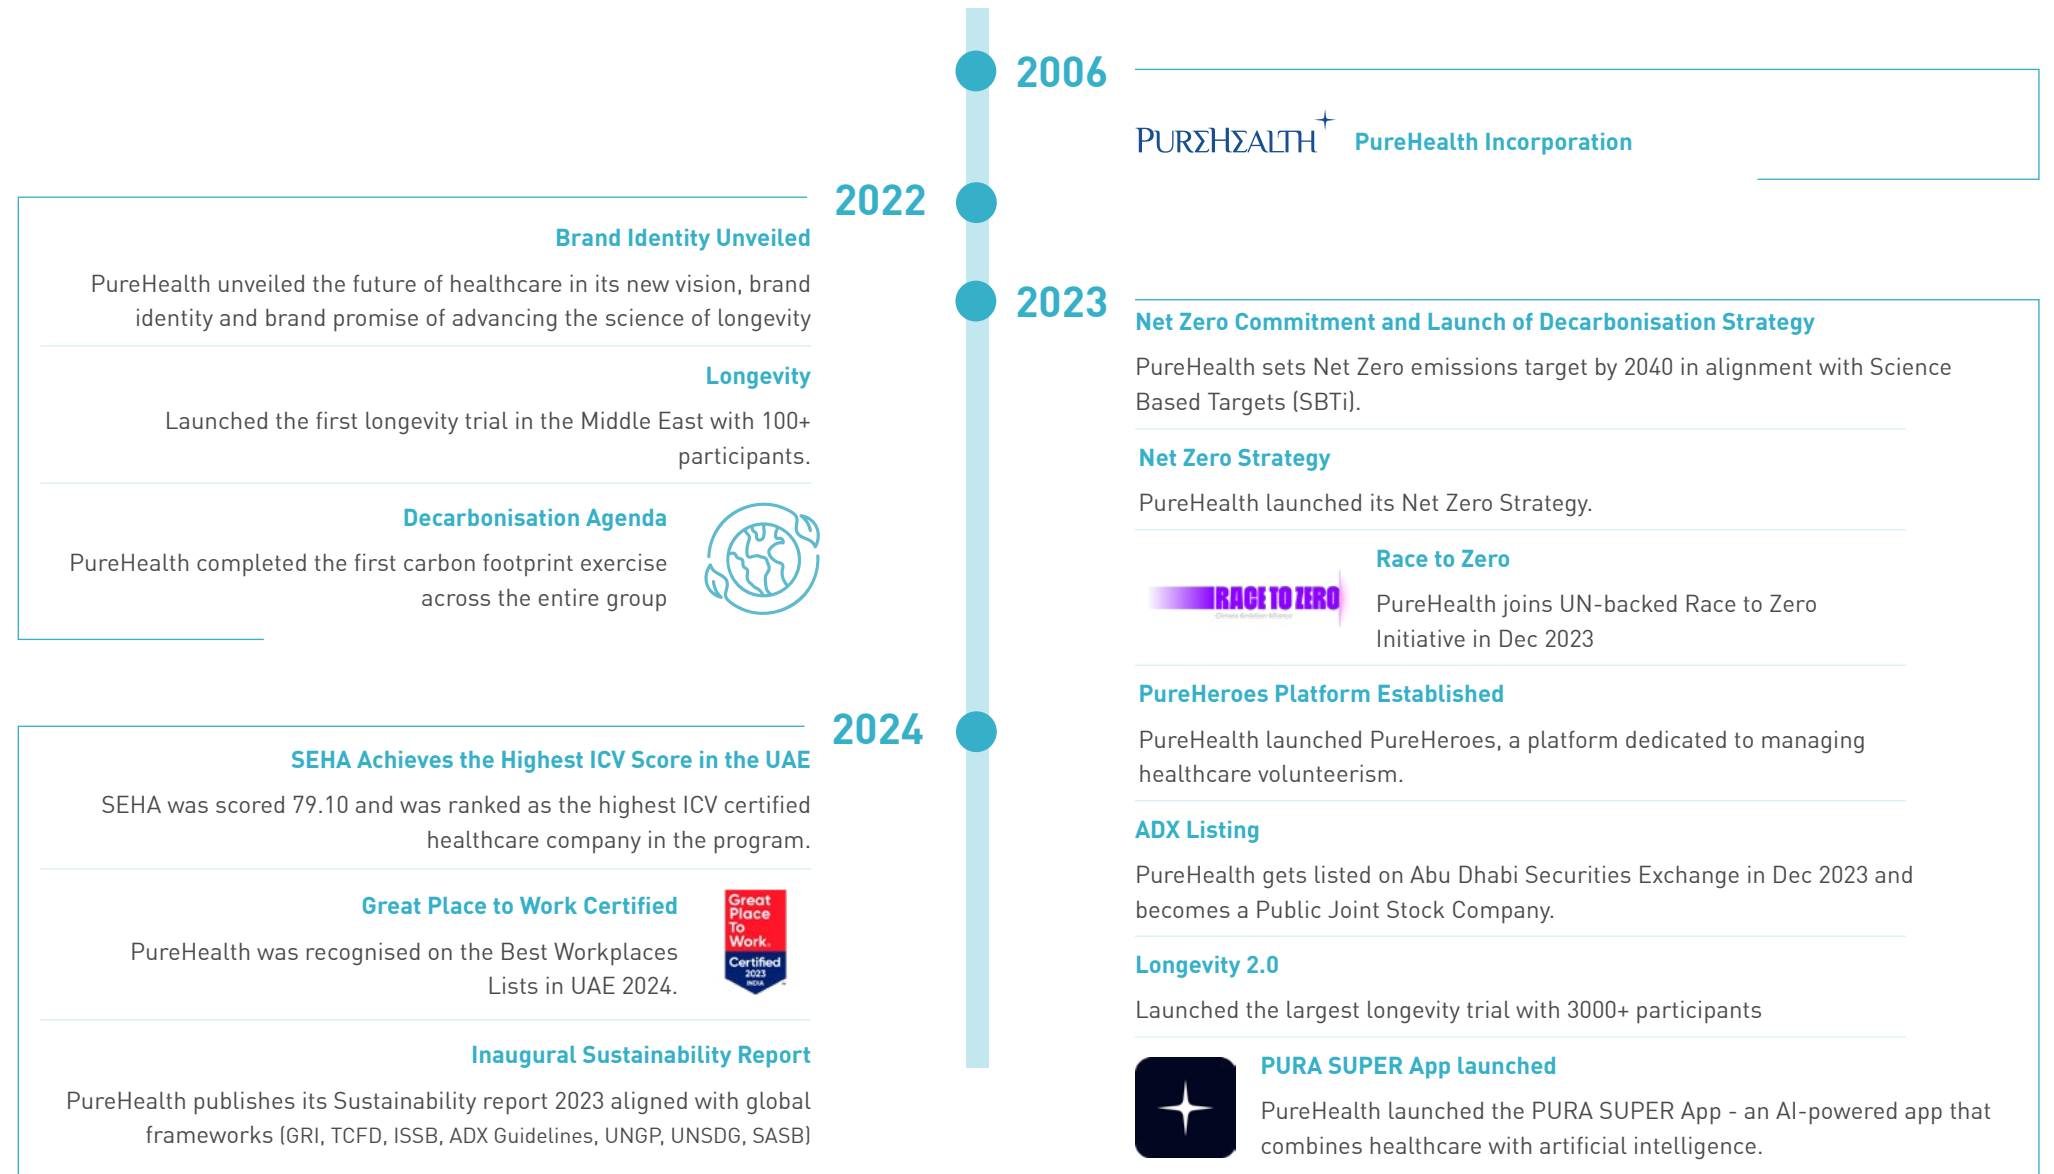 2006
PUREHEALTH
PureHealth Incorporation
2022
Brand Identity Unveiled
PureHealth unveiled the future of healthcare in its new vision, brand
identity and brand promise of advancing the science of longevity
Longevity
Launched the first longevity trial in the Middle East with 100+
participants.
Decarbonisation Agenda
PureHealth completed the first carbon footprint exercise
across the entire group
2023
Net Zero Commitment and Launch of Decarbonisation Strategy
PureHealth sets Net Zero emissions target by 2040 in alignment with Science
Based Targets (SBTi).
Net Zero Strategy
PureHealth launched its Net Zero Strategy.
RACE TO ZERO
Climate Ambition Alliance
Race to Zero
PureHealth joins UN-backed Race to Zero
Initiative in Dec 2023
PureHeroes Platform Established
PureHealth launched PureHeroes, a platform dedicated to managing
healthcare volunteerism.
ADX Listing
PureHealth gets listed on Abu Dhabi Securities Exchange in Dec 2023 and
becomes a Public Joint Stock Company.
Longevity 2.0
Launched the largest longevity trial with 3000+ participants
PURA SUPER App launched
PureHealth launched the PURA SUPER App - an AI-powered app that
combines healthcare with artificial intelligence.
2024
SEHA Achieves the Highest ICV Score in the UAE
SEHA was scored 79.10 and was ranked as the highest ICV certified
healthcare company in the program.
Great Place to Work Certified
PureHealth was recognised on the Best Workplaces
Lists in UAE 2024.
Great
Place
To
Work.
Certified
2023
INDIA
Inaugural Sustainability Report
PureHealth publishes its Sustainability report 2023 aligned with global
frameworks (GRI, TCFD, ISSB, ADX Guidelines, UNGP, UNSDG, SASB)